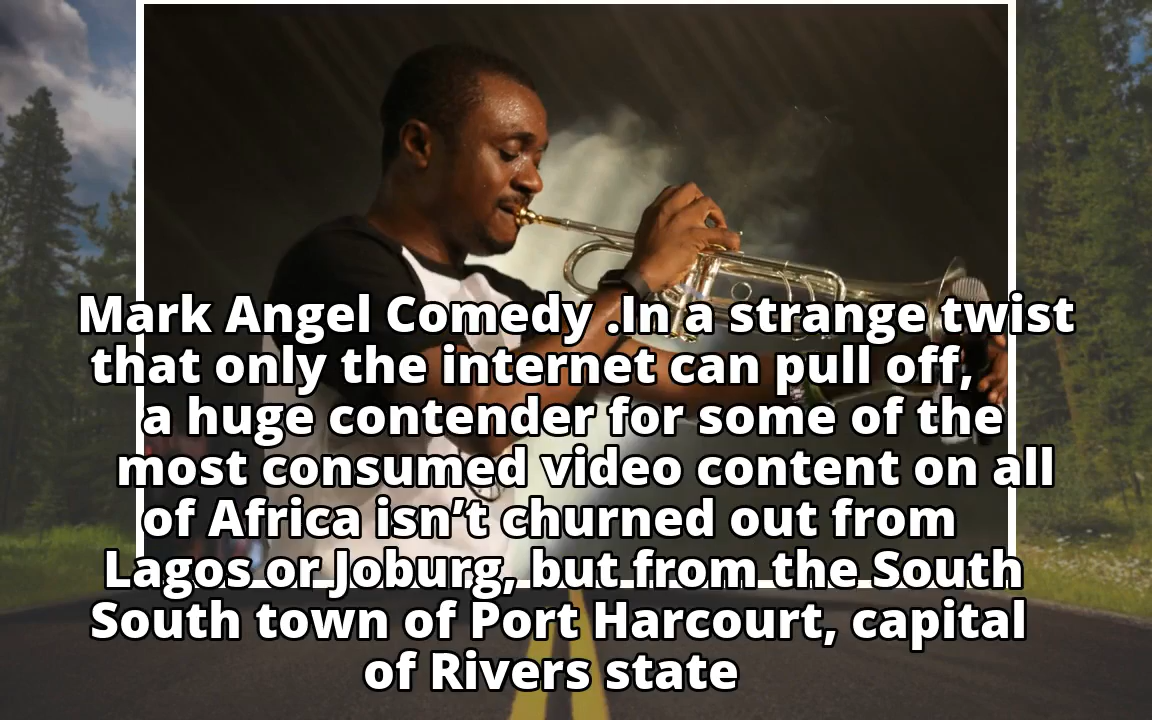 Mark Angel Comedy .In a strange twist
that only the internet can pull off,
a huge contender for some of the
most consumed video content on all
of Africa isn’t churned out from
Lagos or Joburg, but from the South
South town of Port Harcourt, capital
of Rivers state